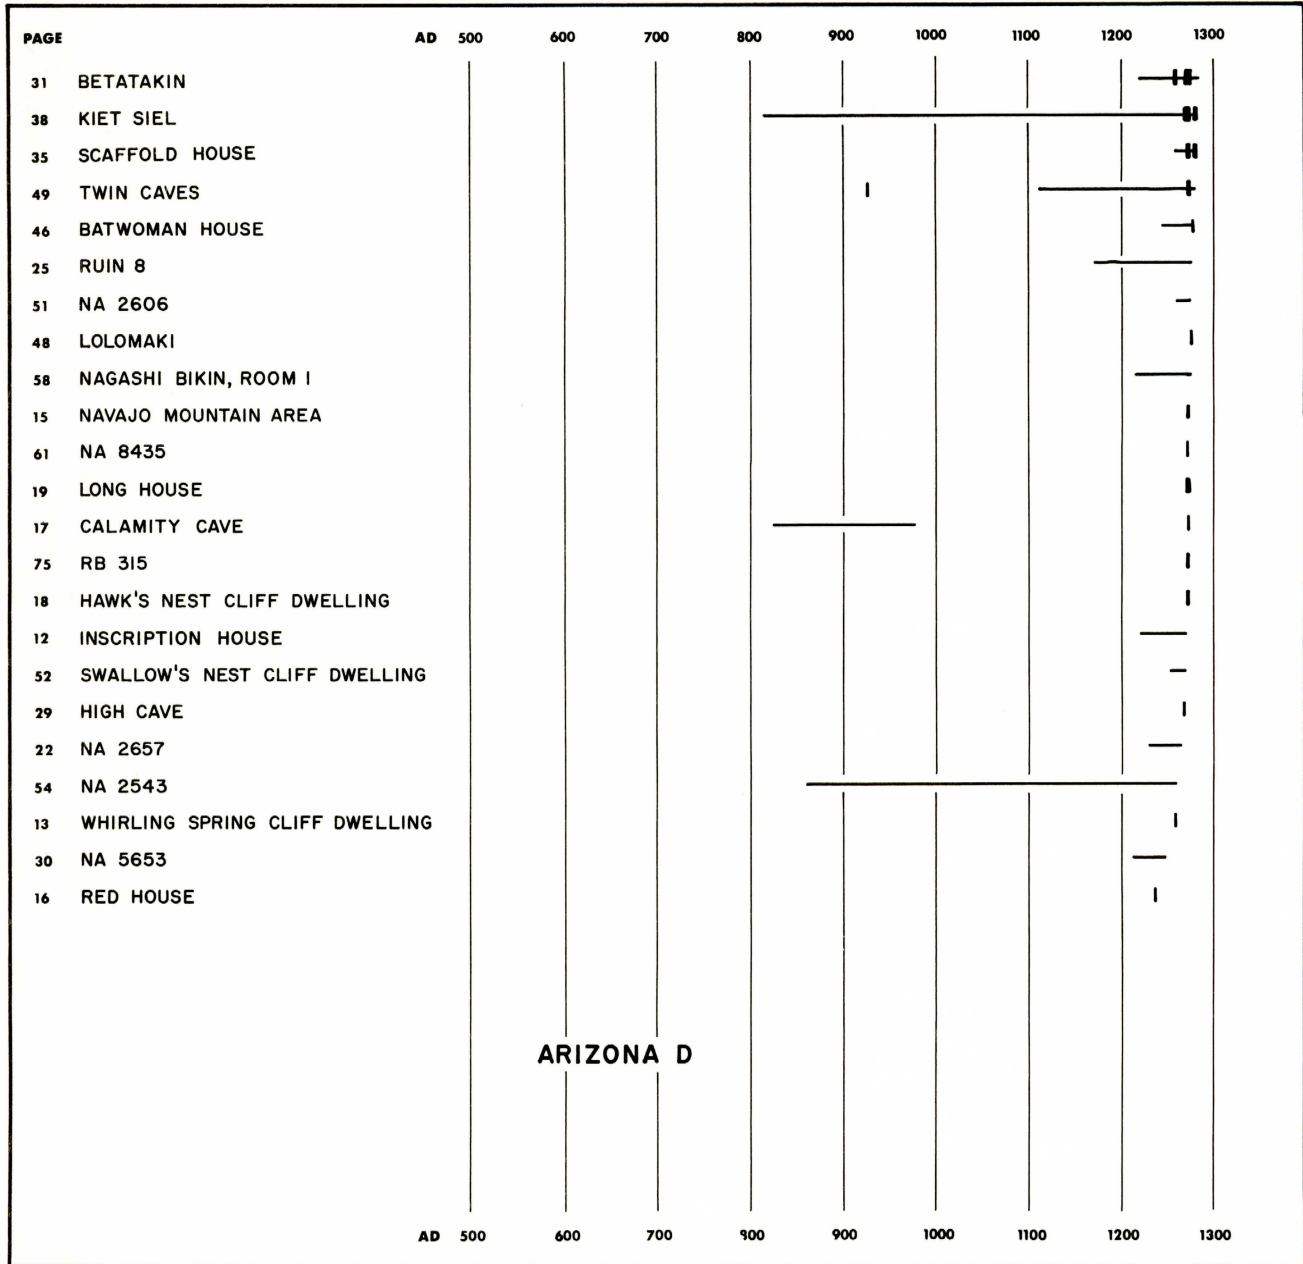 PAGE AD 500 600 700 800 900 1000 1100 1200 1300
31 BETATAKIN
38 KIET SIEL
35 SCAFFOLD HOUSE
49 TWIN CAVES
46 BATWOMAN HOUSE
25 RUIN 8
51 NA 2606
48 LOLOMAKI
58 NAGASHI BIKIN, ROOM I
15 NAVAJO MOUNTAIN AREA
61 NA 8435
19 LONG HOUSE
17 CALAMITY CAVE
75 RB 315
18 HAWK'S NEST CLIFF DWELLING
12 INSCRIPTION HOUSE
52 SWALLOW'S NEST CLIFF DWELLING
29 HIGH CAVE
22 NA 2657
54 NA 2543
13 WHIRLING SPRING CLIFF DWELLING
30 NA 5653
16 RED HOUSE
ARIZONA D
AD 500 600 700 800 900 1000 1100 1200 1300